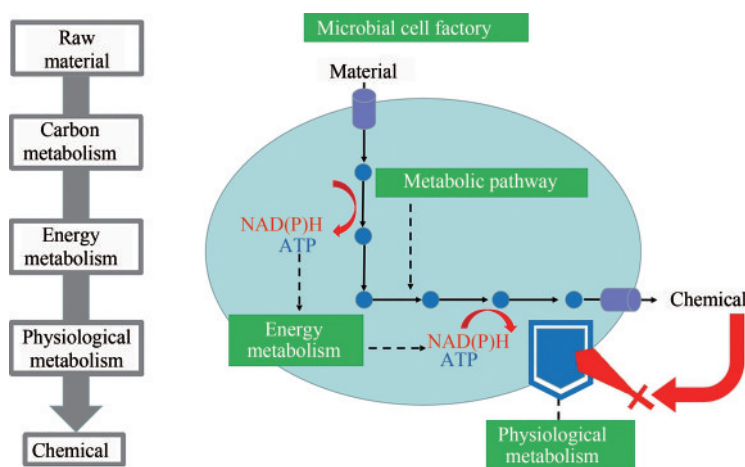 Raw
material
Carbon
metabolism
Energy
metabolism
Physiological
metabolism
Chemical
Microbial cell factory
Material
Metabolic pathway
NAD(P)H
ATP
Energy
metabolism
NAD(P)H
ATP
Chemical
Physiological
metabolism